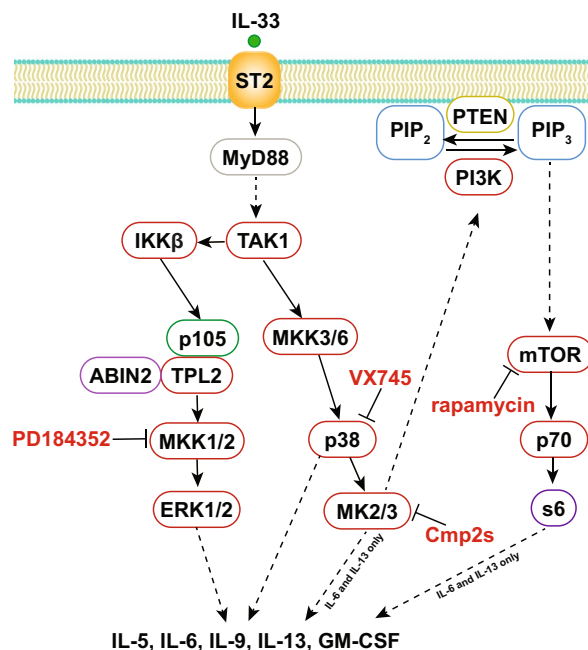 IL-33
ST2
PTEN
PIP2
PIP3
MyD88
PI3K
IKKβ
TAK1
p105
MKK3/6
mTOR
ABIN2
TPL2
VX745
rapamycin
PD184352
MKK1/2
p38
p70
ERK1/2
MK2/3
s6
Cmp2s
IL-6 and IL-13 only
IL-6 and IL-13 only
IL-5, IL-6, IL-9, IL-13, GM-CSF